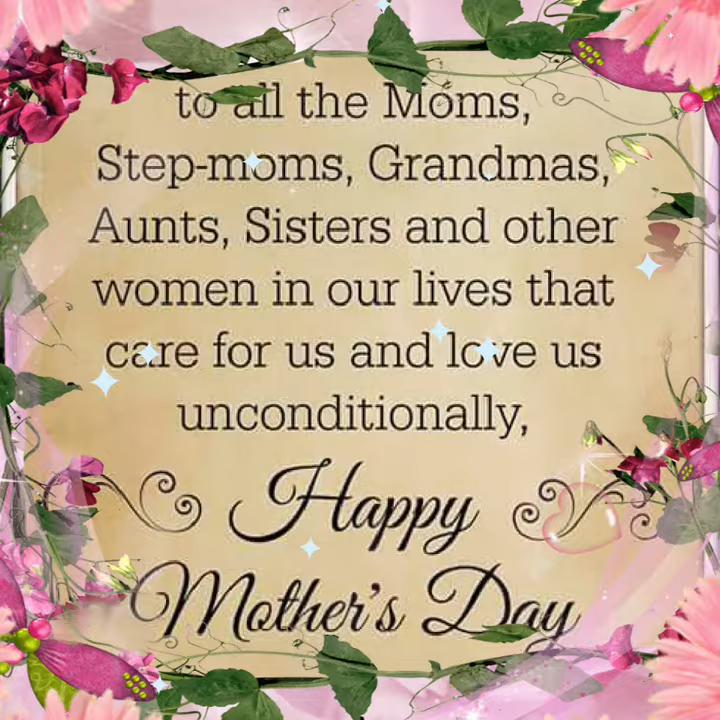 to all the Moms,
Step-moms, Grandmas,
Aunts, Sisters and other
women in our lives that
care for us and love us
unconditionally,
Happy
Mother's Day